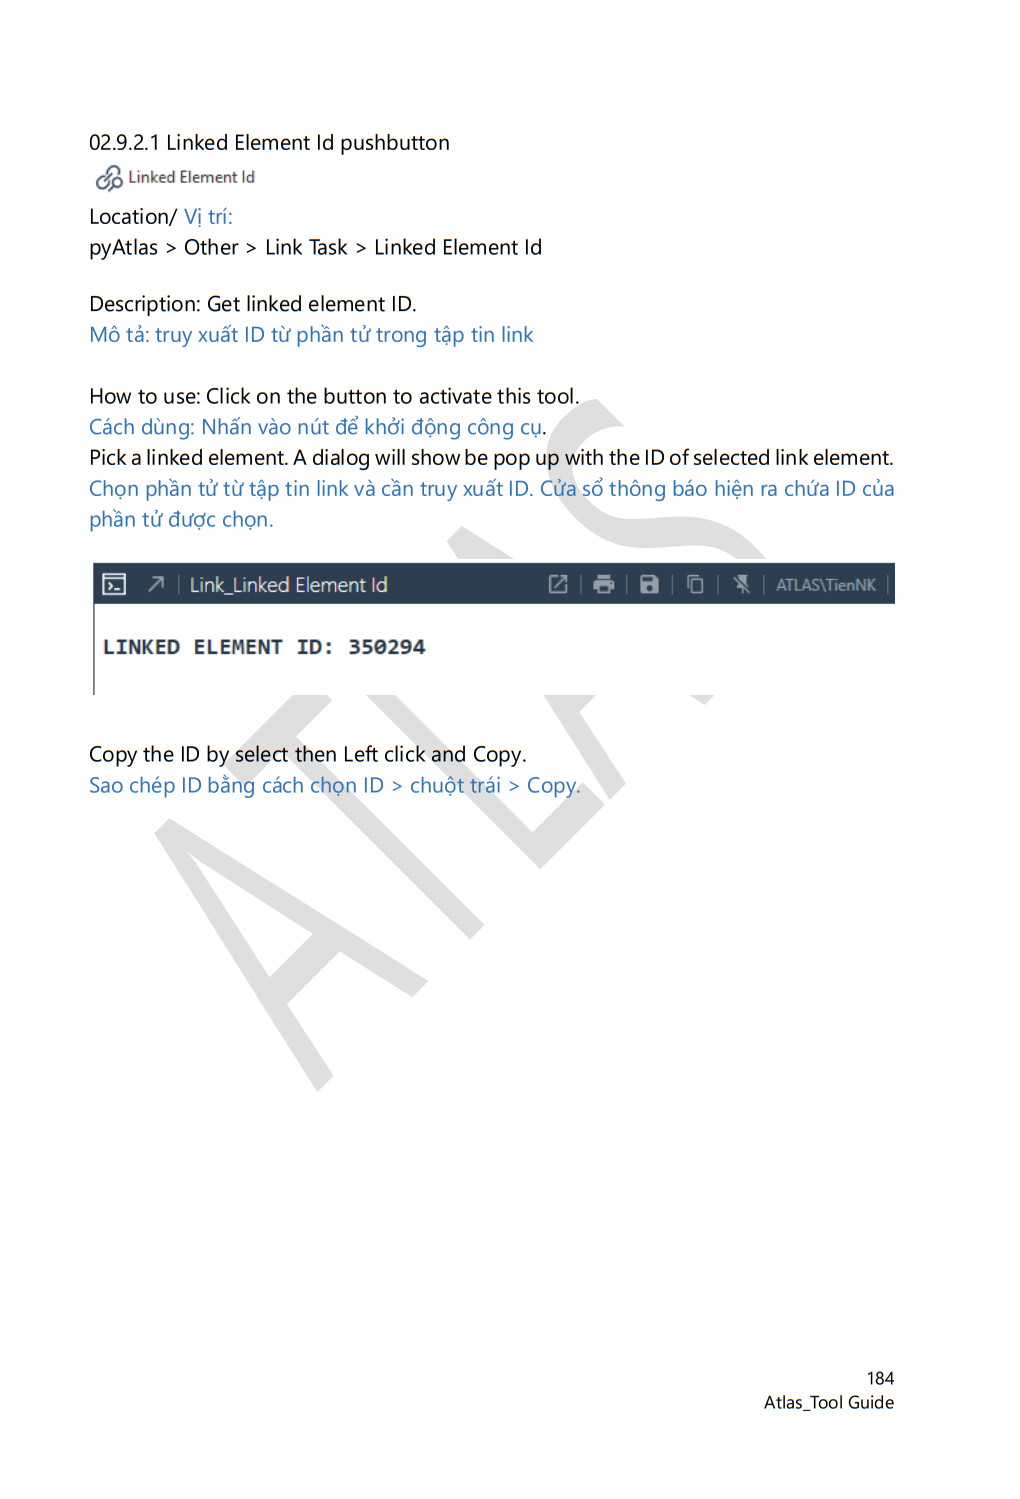 02.9.2.1 Linked Element Id pushbutton
Linked Element Id
Location/ Vị trí:
pyAtlas > Other > Link Task > Linked Element Id
Description: Get linked element ID.
Mô tả: truy xuất ID từ phần tử trong tập tin link
How to use: Click on the button to activate this tool.
Cách dùng: Nhấn vào nút để khởi động công cụ.
Pick a linked element. A dialog will show be pop up with the ID of selected link element.
Chọn phần tử từ tập tin link và cần truy xuất ID. Cửa sổ thông báo hiện ra chứa ID của
phần tử được chọn.
Link_Linked Element Id ATLAS\TienNK
LINKED ELEMENT ID: 350294
Copy the ID by select then Left click and Copy.
Sao chép ID bằng cách chọn ID > chuột trái > Copy.
ATLAS
184
Atlas_Tool Guide